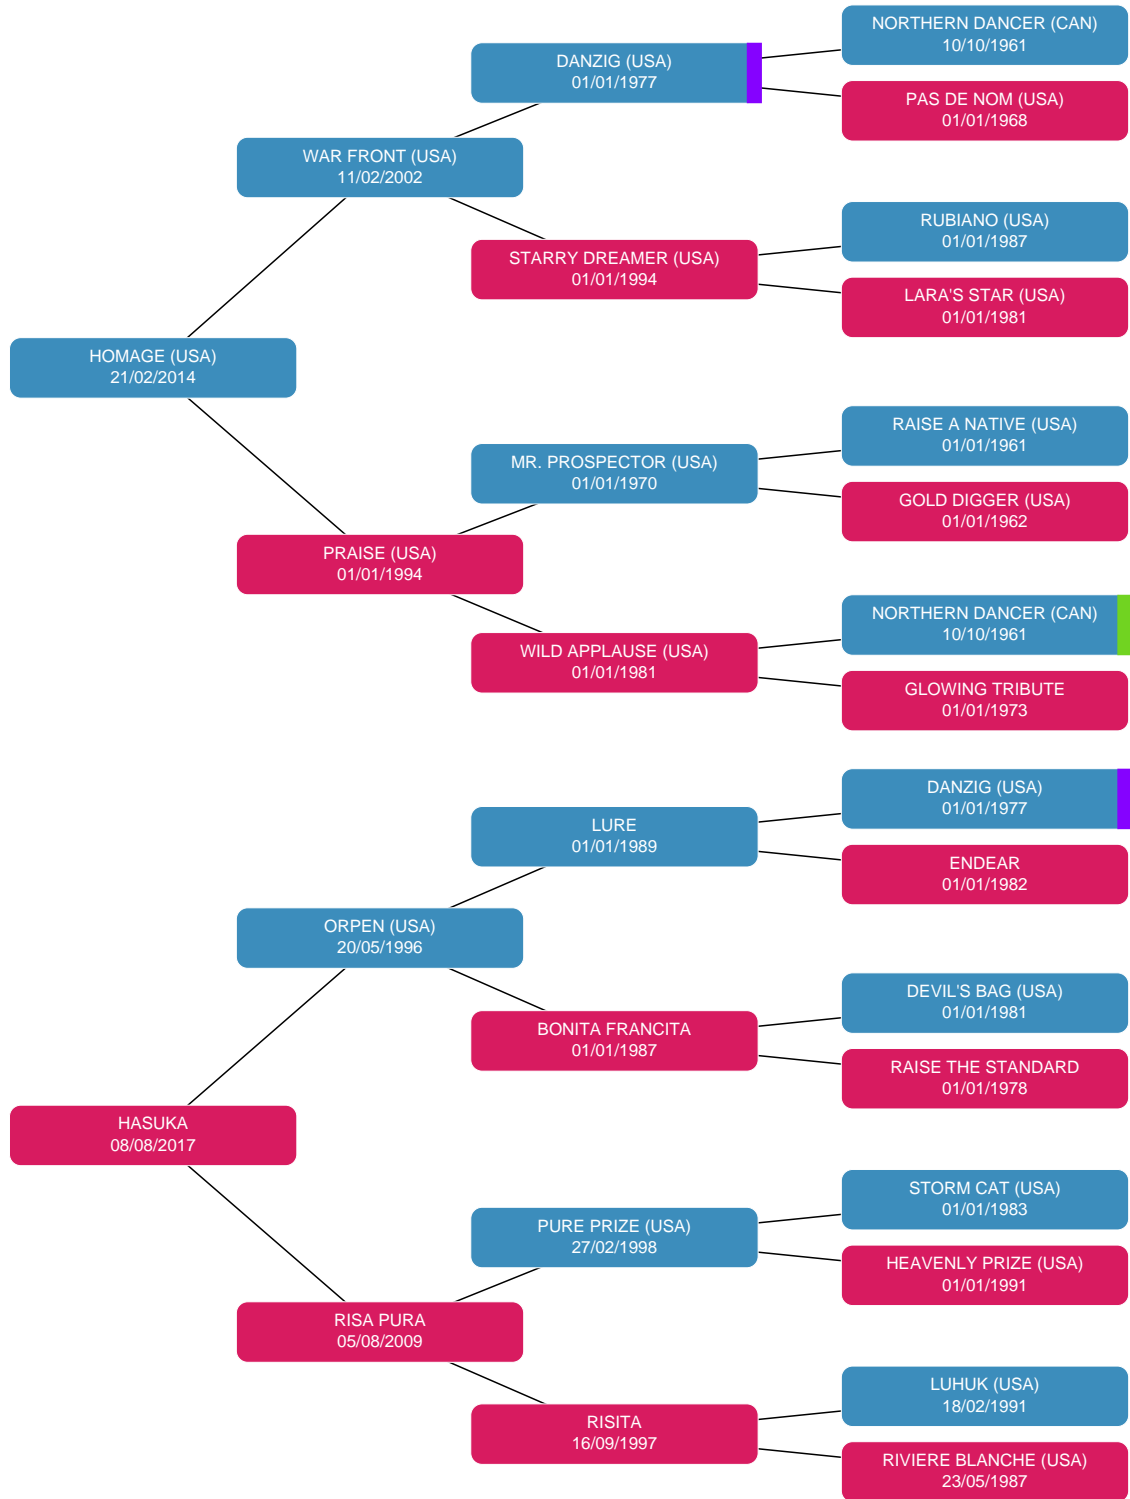 NORTHERN DANCER (CAN)
10/10/1961
DANZIG (USA)
01/01/1977
PAS DE NOM (USA)
01/01/1968
WAR FRONT (USA)
11/02/2002
RUBIANO (USA)
01/01/1987
STARRY DREAMER (USA)
01/01/1994
LARA'S STAR (USA)
01/01/1981
HOMAGE (USA)
21/02/2014
RAISE A NATIVE (USA)
01/01/1961
MR. PROSPECTOR (USA)
01/01/1970
GOLD DIGGER (USA)
01/01/1962
PRAISE (USA)
01/01/1994
NORTHERN DANCER (CAN)
10/10/1961
WILD APPLAUSE (USA)
01/01/1981
GLOWING TRIBUTE
01/01/1973
DANZIG (USA)
01/01/1977
LURE
01/01/1989
ENDEAR
01/01/1982
ORPEN (USA)
20/05/1996
DEVIL'S BAG (USA)
01/01/1981
BONITA FRANCITA
01/01/1987
RAISE THE STANDARD
01/01/1978
HASUKA
08/08/2017
STORM CAT (USA)
01/01/1983
PURE PRIZE (USA)
27/02/1998
HEAVENLY PRIZE (USA)
01/01/1991
RISA PURA
05/08/2009
LUHUK (USA)
18/02/1991
RISITA
16/09/1997
RIVIERE BLANCHE (USA)
23/05/1987